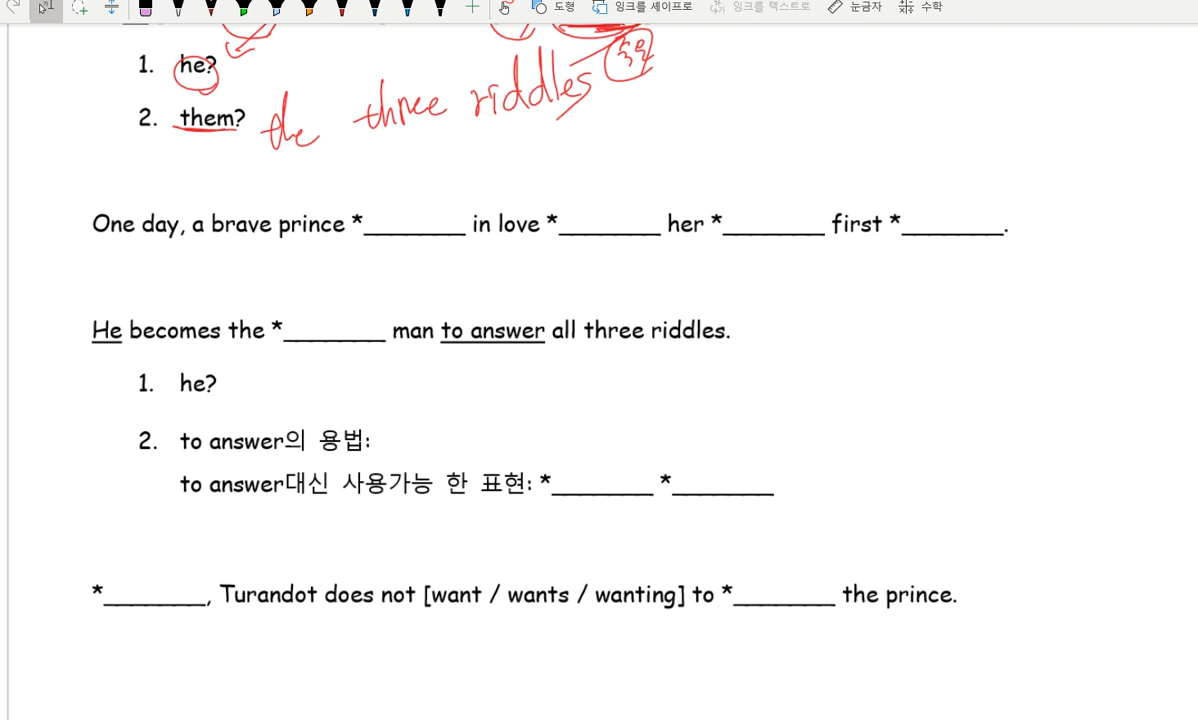 도형 잉크를 셰이프로 잉크를 텍스트로 눈금자 수학
1. he?
2. them? the three riddles
One day, a brave prince *________ in love *________ her *________ first *________.
He becomes the *________ man to answer all three riddles.
1. he?
2. to answer의 용법:
to answer대신 사용가능 한 표현: *________ *________
*________, Turandot does not [want / wants / wanting] to *________ the prince.